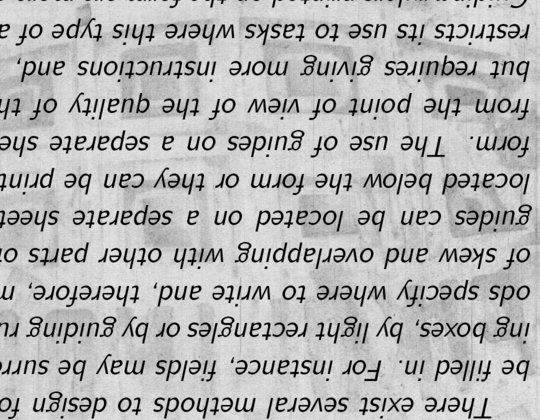 There exist several methods to design fo
be filled in. For instance, fields may be surr
ing boxes, by light rectangles or by guiding ru
ods specify where to write and, therefore, m
of skew and overlapping with other parts o
guides can be located on a separate sheet
located below the form or they can be print
form. The use of guides on a separate she
from the point of view of the quality of th
but requires giving more instructions and,
restricts its use to tasks where this type of a